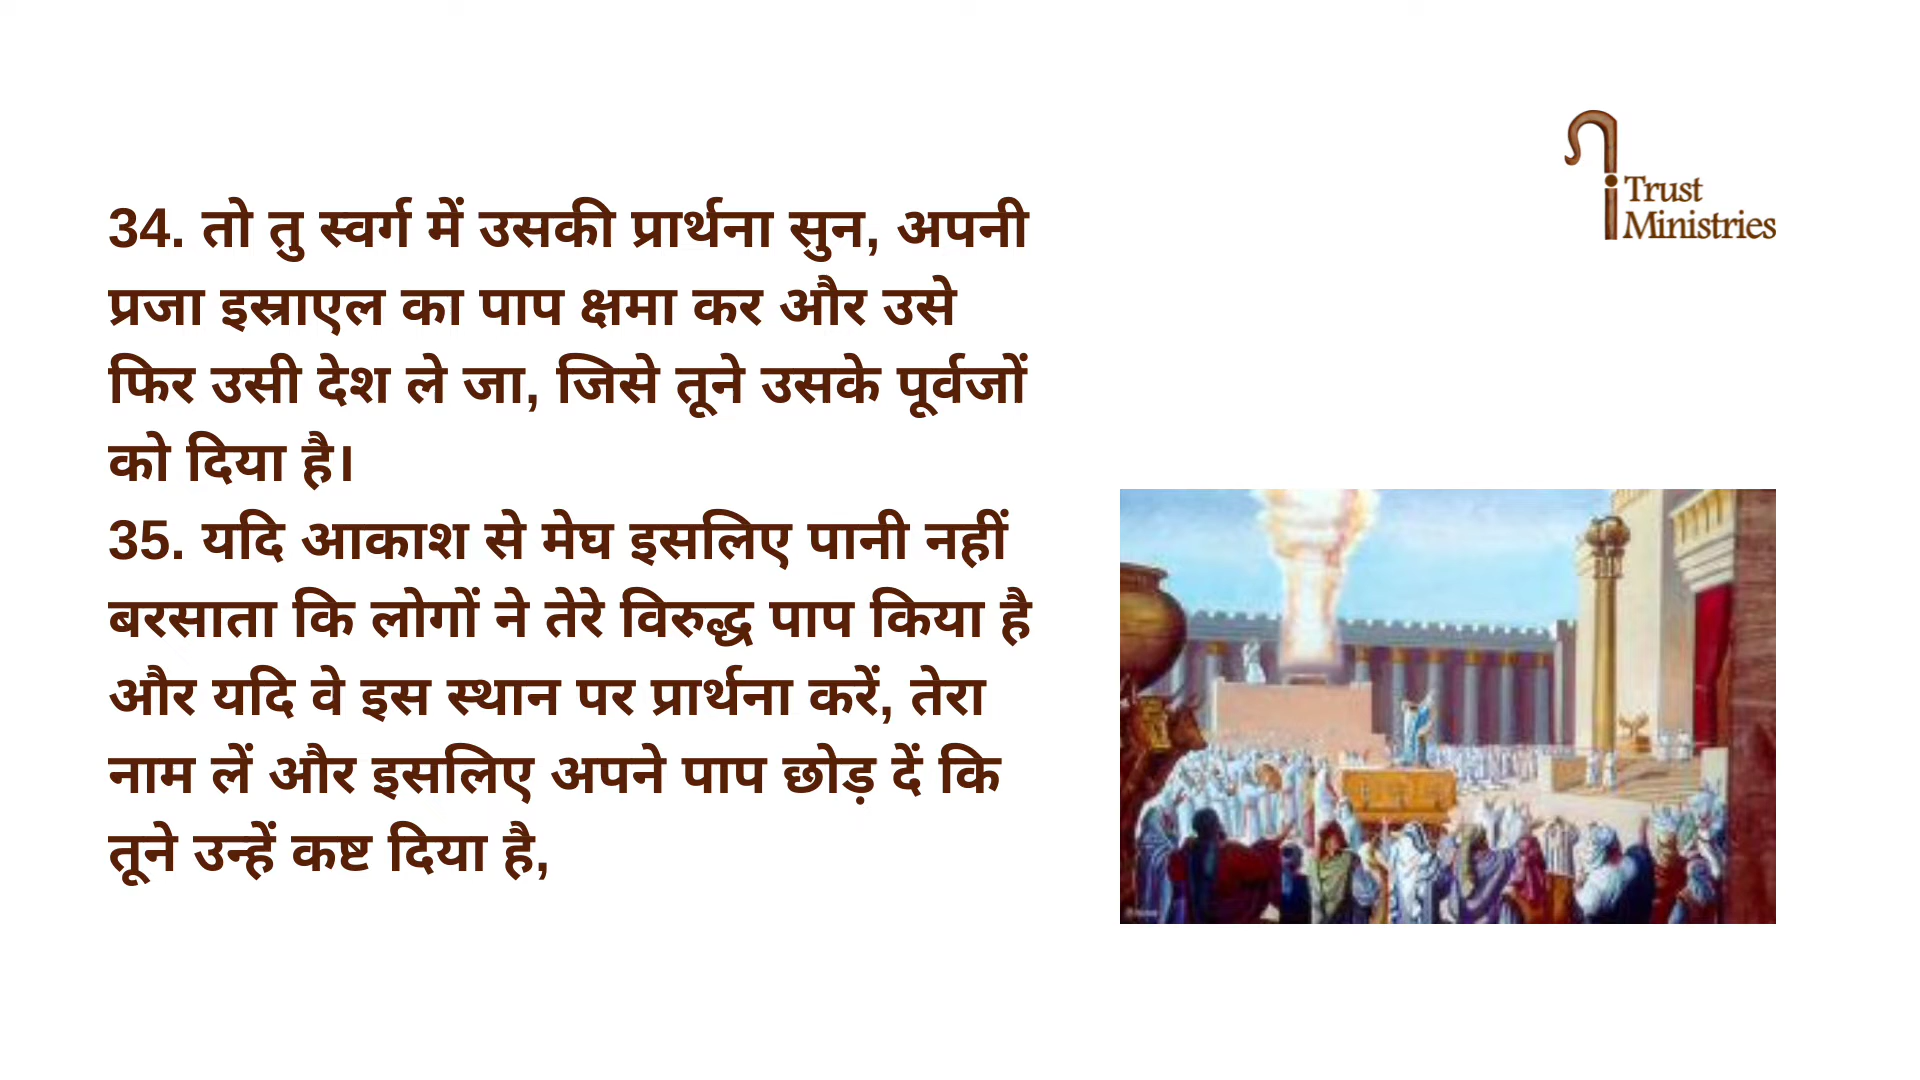 34. तो तु स्वर्ग में उसकी प्रार्थना सुन, अपनी
प्रजा इस्राएल का पाप क्षमा कर और उसे
फिर उसी देश ले जा, जिसे तूने उसके पूर्वजों
को दिया है।
35. यदि आकाश से मेघ इसलिए पानी नहीं
बरसाता कि लोगों ने तेरे विरुद्ध पाप किया है
और यदि वे इस स्थान पर प्रार्थना करें, तेरा
नाम लें और इसलिए अपने पाप छोड़ दें कि
तूने उन्हें कष्ट दिया है,
i Trust
Ministries